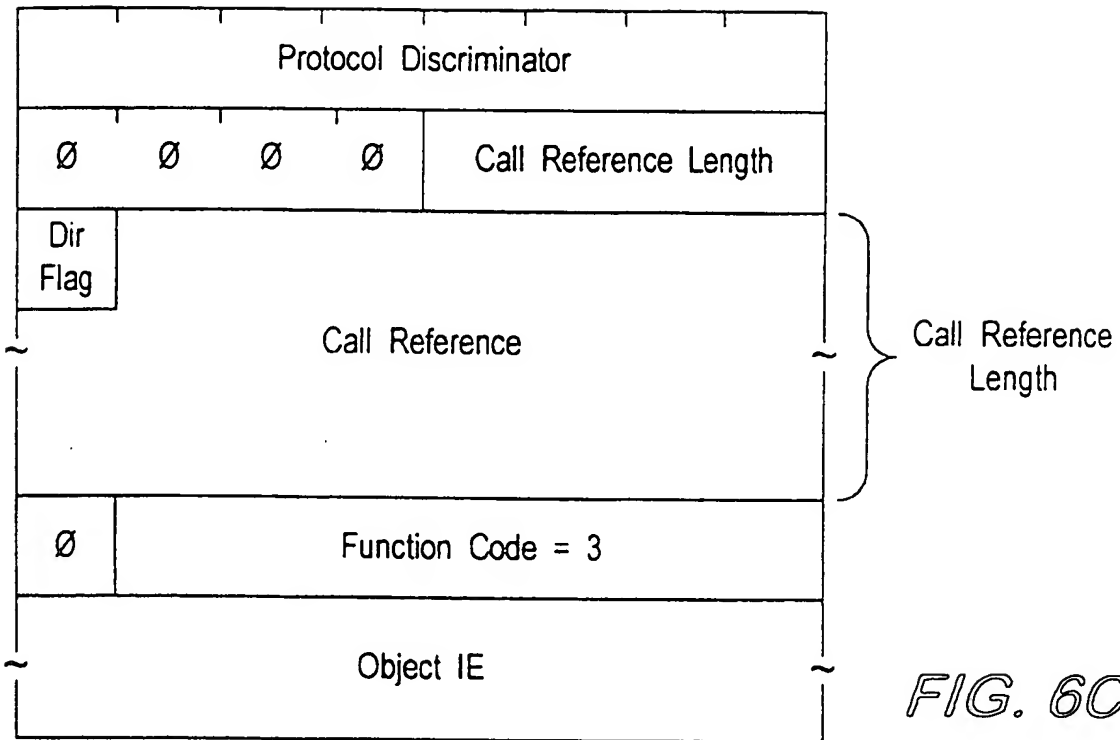 Protocol Discriminator
Ø Ø Ø Ø Call Reference Length
Dir
Flag
Call Reference
Call Reference
Length
Ø Function Code = 3
Object IE
FIG. 6C